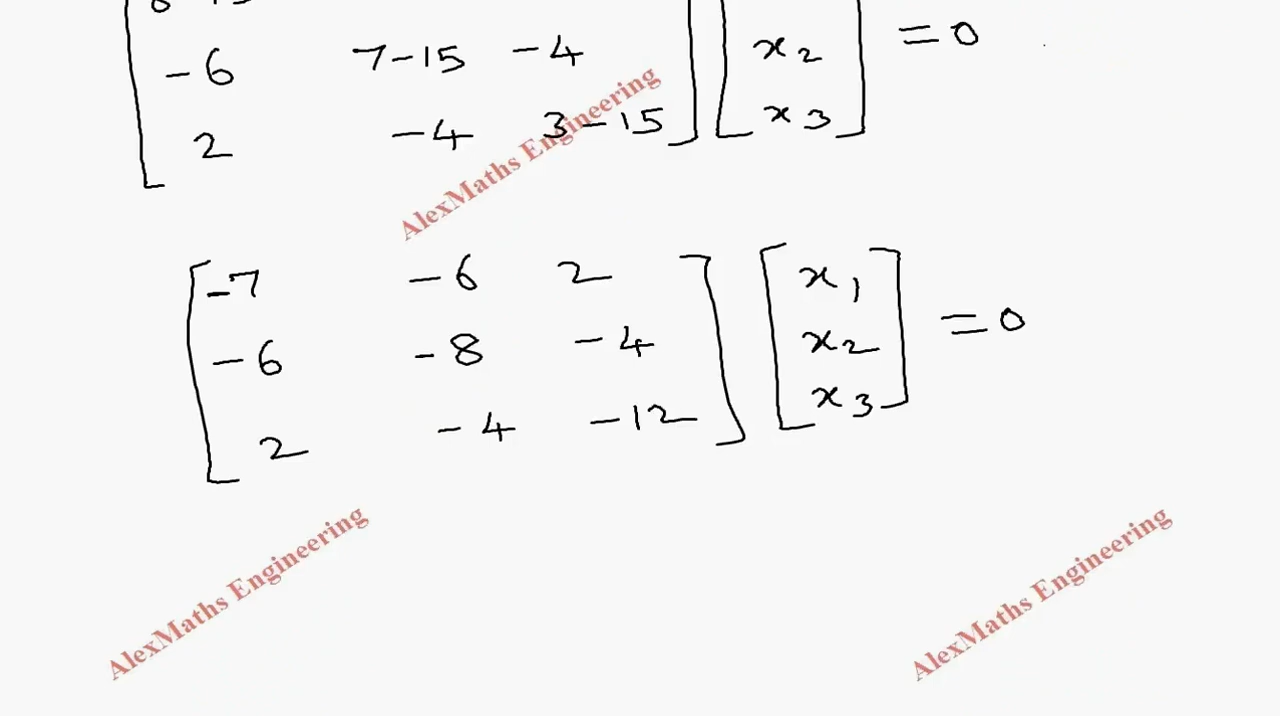 -6 7-15 -4 x2 =0
2 -4 3-15 x3
AlexMaths Engineering
-7 -6 2 x1
-6 -8 -4 x2 =0
2 -4 -12 x3
AlexMaths Engineering
AlexMaths Engineering